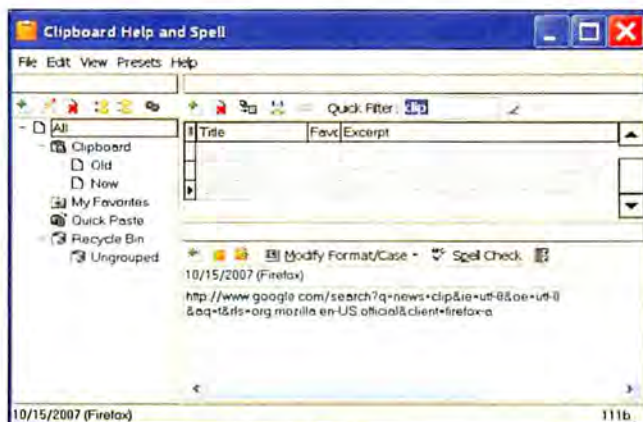 Clipboard Help and Spell
File Edit View Presets Help
Quick Filter: clip
All
Clipboard
Old
New
My Favorites
Quick Paste
Recycle Bin
Ungrouped
Title Favc Excerpt
Modify Format/Case Spell Check
10/15/2007 (Firefox)
http://www.google.com/search?q=news+clip&ie=utf-8&oe=utf-8
&aq=t&rls=org.mozilla:en-US:official&client=firefox-a
10/15/2007 (Firefox) 111b